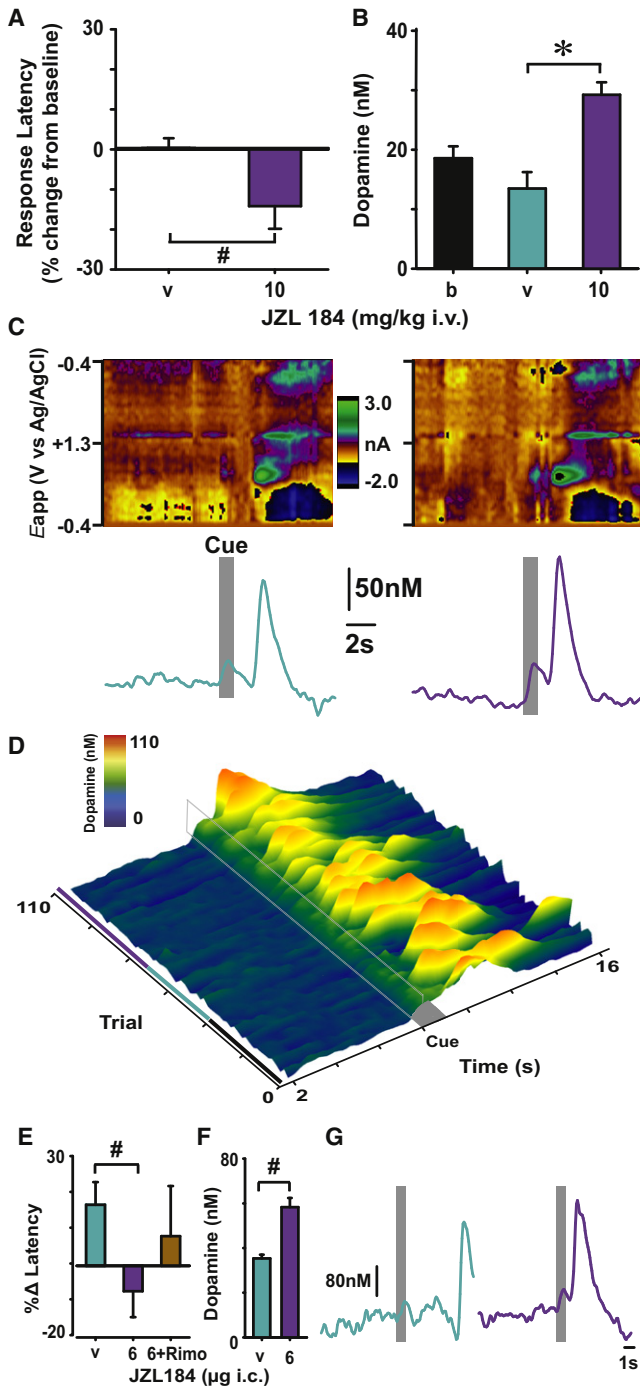 A
Response Latency
(% change from baseline)
30
0
-30
v
10
#
B
Dopamine (nM)
40
20
0
b
v
10
*
JZL 184 (mg/kg i.v.)
C
Eapp (V vs Ag/AgCl)
-0.4
+1.3
-0.4
3.0
nA
-2.0
Cue
50nM
2s
D
Dopamine (nM)
110
0
110
Trial
0
2
Cue
Time (s)
16
E
%Δ Latency
30
-20
#
v
6
6+Rimo
F
Dopamine (nM)
80
40
0
#
v
6
JZL184 (µg i.c.)
G
80nM
1s